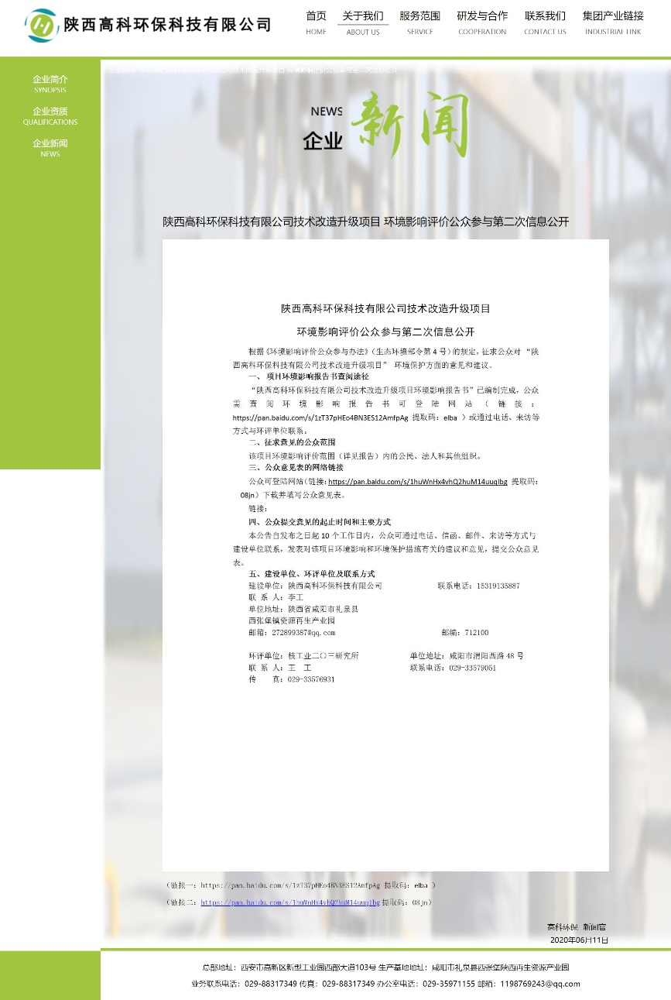 陕西高科环保科技有限公司
首页 关于我们 服务范围 研发与合作 联系我们 集团产业链接
HOME ABOUT US SERVICE COOPERATION CONTACT US INDUSTRIAL LINK
企业简介
SYNOPSIS
企业资质
QUALIFICATIONS
企业新闻
NEWS
NEWS
企业
新闻
陕西高科环保科技有限公司技术改造升级项目 环境影响评价公众参与第二次信息公开
陕西高科环保科技有限公司技术改造升级项目
环境影响评价公众参与第二次信息公开
根据《环境影响评价公众参与办法》（生态环境部令第 4 号）的规定，征求公众对 “陕
西高科环保科技有限公司技术改造升级项目” 环境保护方面的意见和建议。
一、 项目环境影响报告书查阅途径
“陕西高科环保科技有限公司技术改造升级项目环境影响报告书”已编制完成，公众
需查阅环境影响报告书可登陆网站（链接：
https://pan.baidu.com/s/1zT37pHEo4BN3ES12AmfpAg 提取码：elba ）或通过电话、来访等
方式与环评单位联系。
二、征求意见的公众范围
该项目环境影响评价范围（详见报告）内的公民、法人和其他组织。
三、公众意见表的网络链接
公众可登陆网站（链接：https://pan.baidu.com/s/1huWnHx4vhQ2huM14uuqlbg 提取码：
08jn）下载并填写公众意见表。
链接：
四、公众提交意见的起止时间和主要方式
本公告自发布之日起 10 个工作日内，公众可通过电话、信函、邮件、来访等方式与
建设单位联系，发表对该项目环境影响和环境保护措施有关的建议和意见，提交公众意见
表。
五、建设单位、环评单位及联系方式
建设单位：陕西高科环保科技有限公司 联系电话：15319135887
联 系 人：李工
单位地址：陕西省咸阳市礼泉县
西张堡镇资源再生产业园
邮箱：272899387@qq.com 邮编：712100
环评单位：核工业二〇三研究所 单位地址：咸阳市渭阳西路 48 号
联 系 人：王 工 联系电话：029-33579051
传 真：029-33576931
（链接一：https://pan.baidu.com/s/1zT37pHEo4BN3ES12AmfpAg 提取码：elba ）
（链接二：https://pan.baidu.com/s/1huWnHx4vhQ2huM14uuqlbg 提取码：08jn）
高科环保 新闻官
2020年06月11日
总部地址：西安市高新区新型工业园西部大道103号 生产基地地址：咸阳市礼泉县西张堡陕西再生资源产业园
业务联系电话：029-88317349 传真：029-88317349 办公室电话：029-35971155 邮箱：1198769243@qq.com